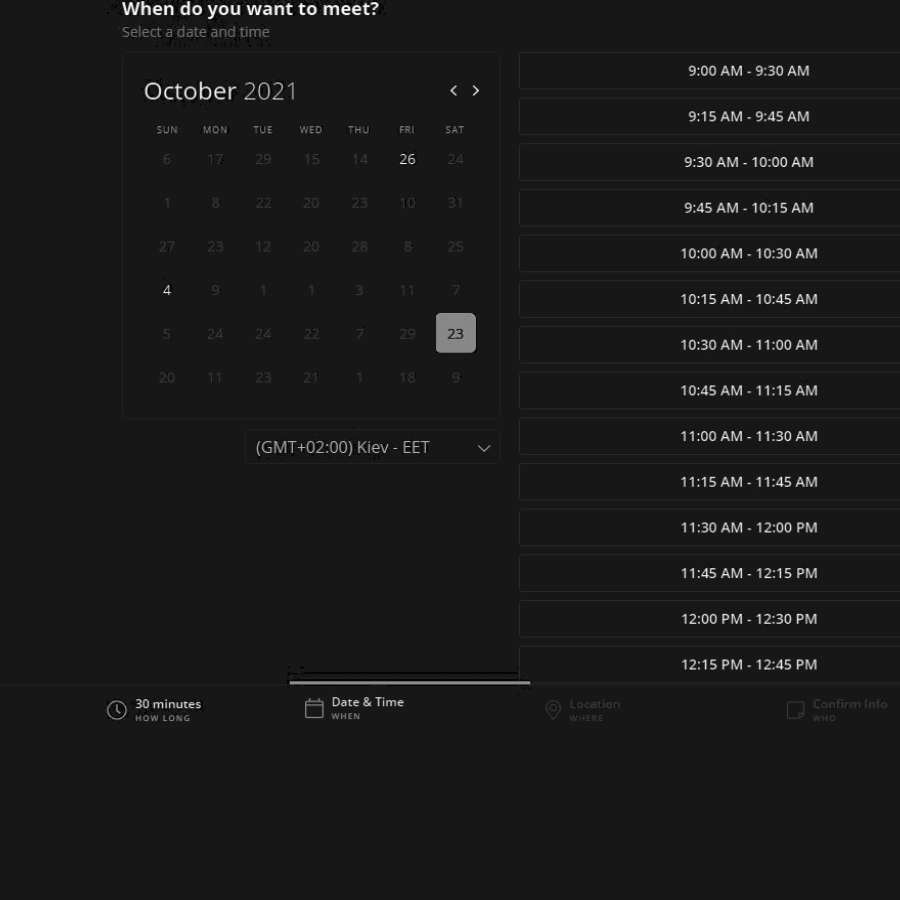 When do you want to meet?
Select a date and time
October 2021
SUN MON TUE WED THU FRI SAT
6 17 29 15 14 26 24
1 8 22 20 23 10 31
27 23 12 20 28 8 25
4 9 1 1 3 11 7
5 24 24 22 7 29 23
20 11 23 21 1 18 9
(GMT+02:00) Kiev - EET
9:00 AM - 9:30 AM
9:15 AM - 9:45 AM
9:30 AM - 10:00 AM
9:45 AM - 10:15 AM
10:00 AM - 10:30 AM
10:15 AM - 10:45 AM
10:30 AM - 11:00 AM
10:45 AM - 11:15 AM
11:00 AM - 11:30 AM
11:15 AM - 11:45 AM
11:30 AM - 12:00 PM
11:45 AM - 12:15 PM
12:00 PM - 12:30 PM
12:15 PM - 12:45 PM
30 minutes
HOW LONG
Date & Time
WHEN
Location
WHERE
Confirm Info
WHO